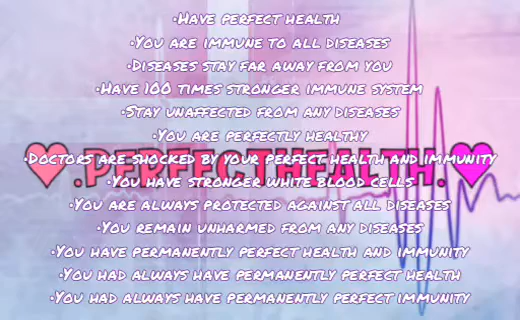 •Have perfect health
•You are immune to all diseases
•Diseases stay far away from you
•Have 100 times stronger immune system
•Stay unaffected from any diseases
•You are perfectly healthy
.PERFECTHEALTH.
•Doctors are shocked by your perfect health and immunity
•You have stronger white blood cells
•You are always protected against all diseases
•You remain unharmed from any diseases
•You have permanently perfect health and immunity
•You had always have permanently perfect health
•You had always have permanently perfect immunity